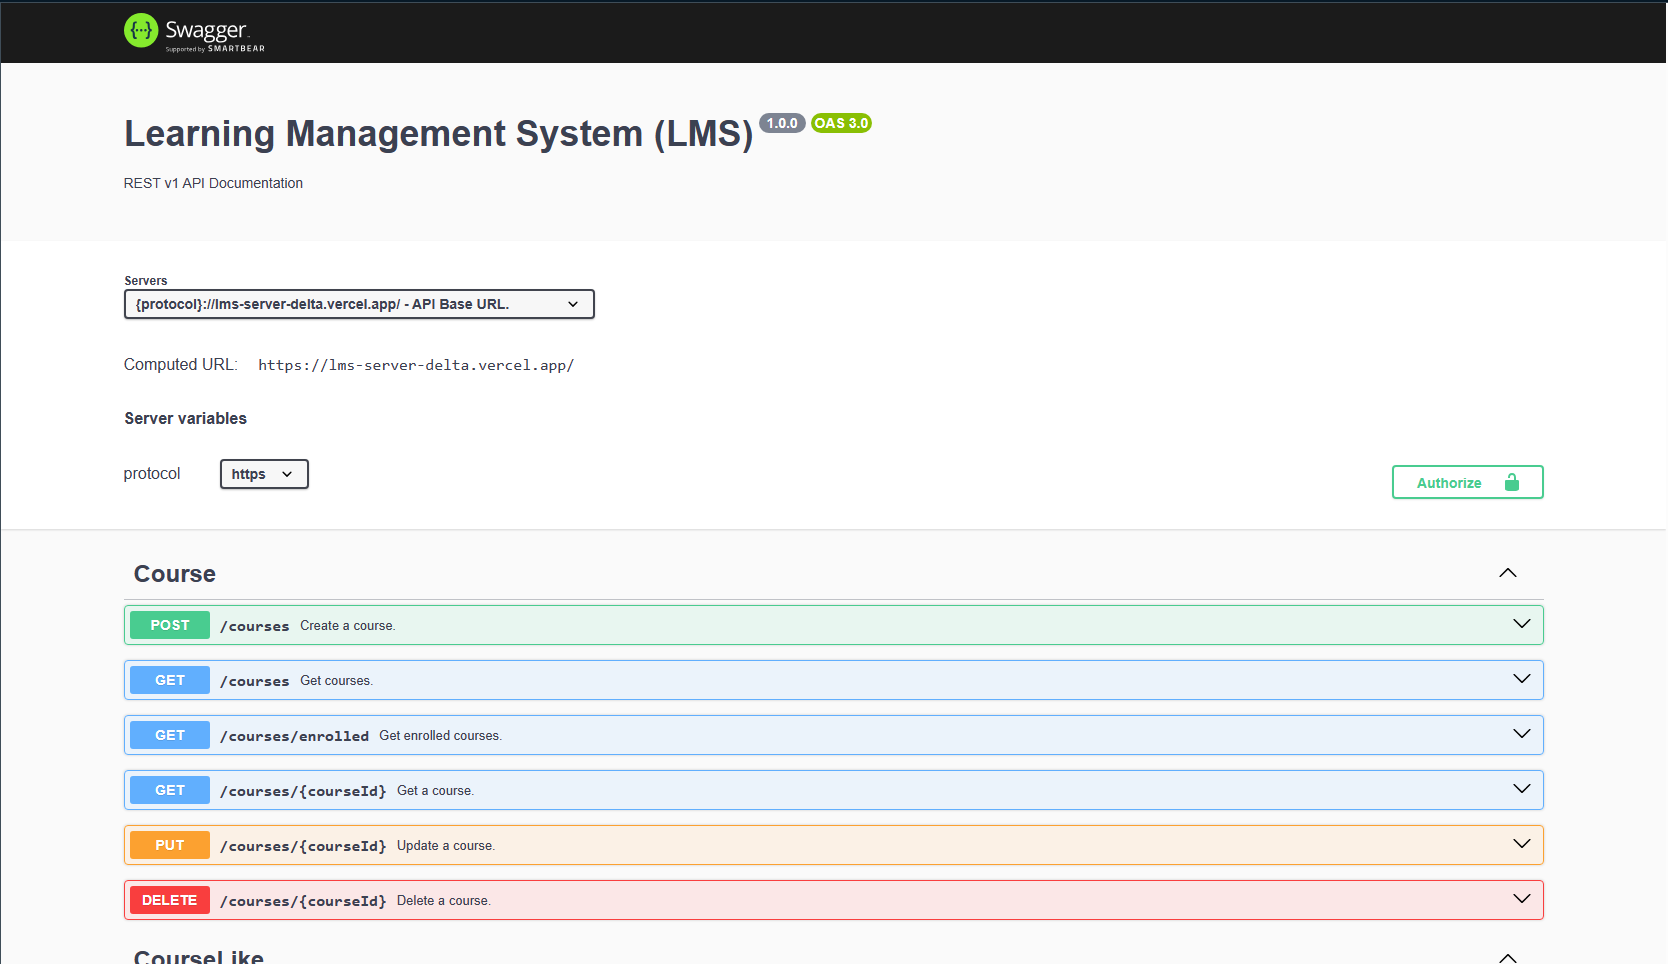 {··} Swagger
Supported by SMARTBEAR
Learning Management System (LMS) 1.0.0 OAS 3.0
REST v1 API Documentation
Servers
{protocol}://lms-server-delta.vercel.app/ - API Base URL.
Computed URL: https://lms-server-delta.vercel.app/
Server variables
protocol https
Authorize
Course
POST /courses Create a course.
GET /courses Get courses.
GET /courses/enrolled Get enrolled courses.
GET /courses/{courseId} Get a course.
PUT /courses/{courseId} Update a course.
DELETE /courses/{courseId} Delete a course.
CourseLike